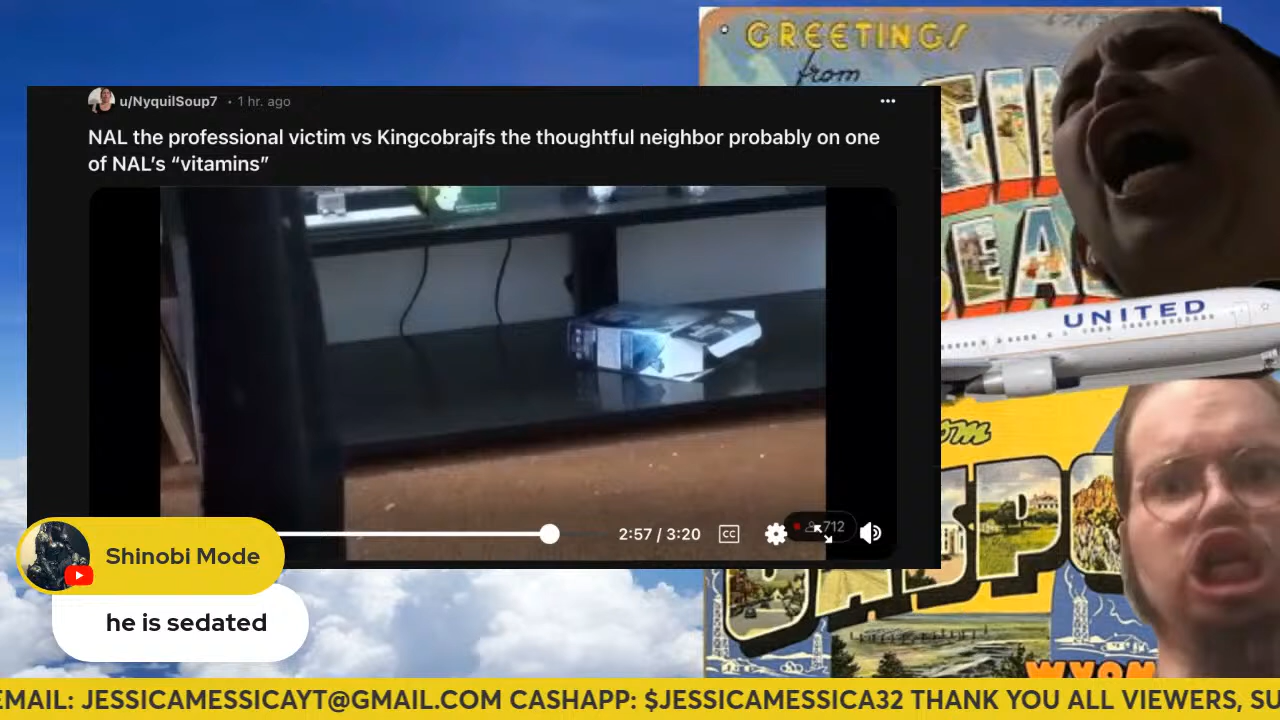 GREETINGS
from
u/NyquilSoup7 · 1 hr. ago
NAL the professional victim vs Kingcobrajfs the thoughtful neighbor probably on one
of NAL’s “vitamins”
UNITED
2:57 / 3:20
CC
712
Shinobi Mode
he is sedated
EMAIL: JESSICAMESSICAYT@GMAIL.COM CASHAPP: $JESSICAMESSICA32 THANK YOU ALL VIEWERS, SU